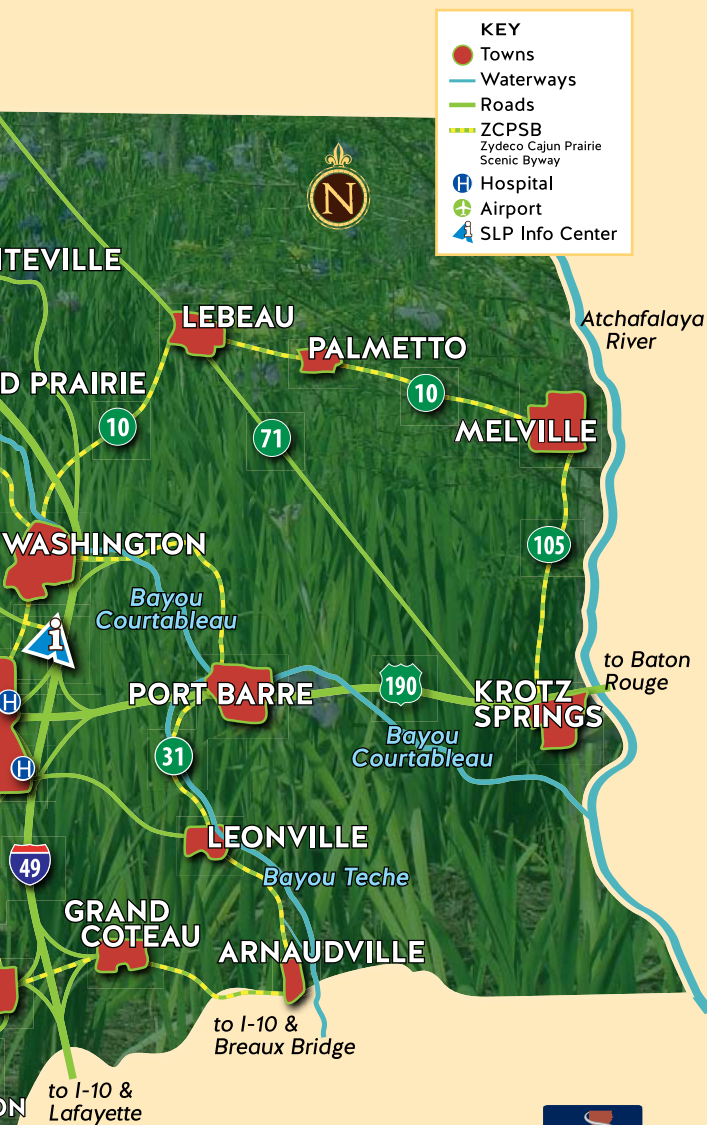 KEY
Towns
Waterways
Roads
ZCPSB
Zydeco Cajun Prairie
Scenic Byway
H Hospital
Airport
i SLP Info Center
N
ITEVILLE
LEBEAU
Atchafalaya
River
PALMETTO
D PRAIRIE
10
10
71
MELVILLE
WASHINGTON
105
Bayou
Courtableau
i
to Baton
Rouge
PORT BARRE
190
KROTZ
SPRINGS
H
Bayou
Courtableau
31
H
LEONVILLE
49
Bayou Teche
GRAND
COTEAU
ARNAUDVILLE
to I-10 &
Breaux Bridge
to I-10 &
Lafayette
ON